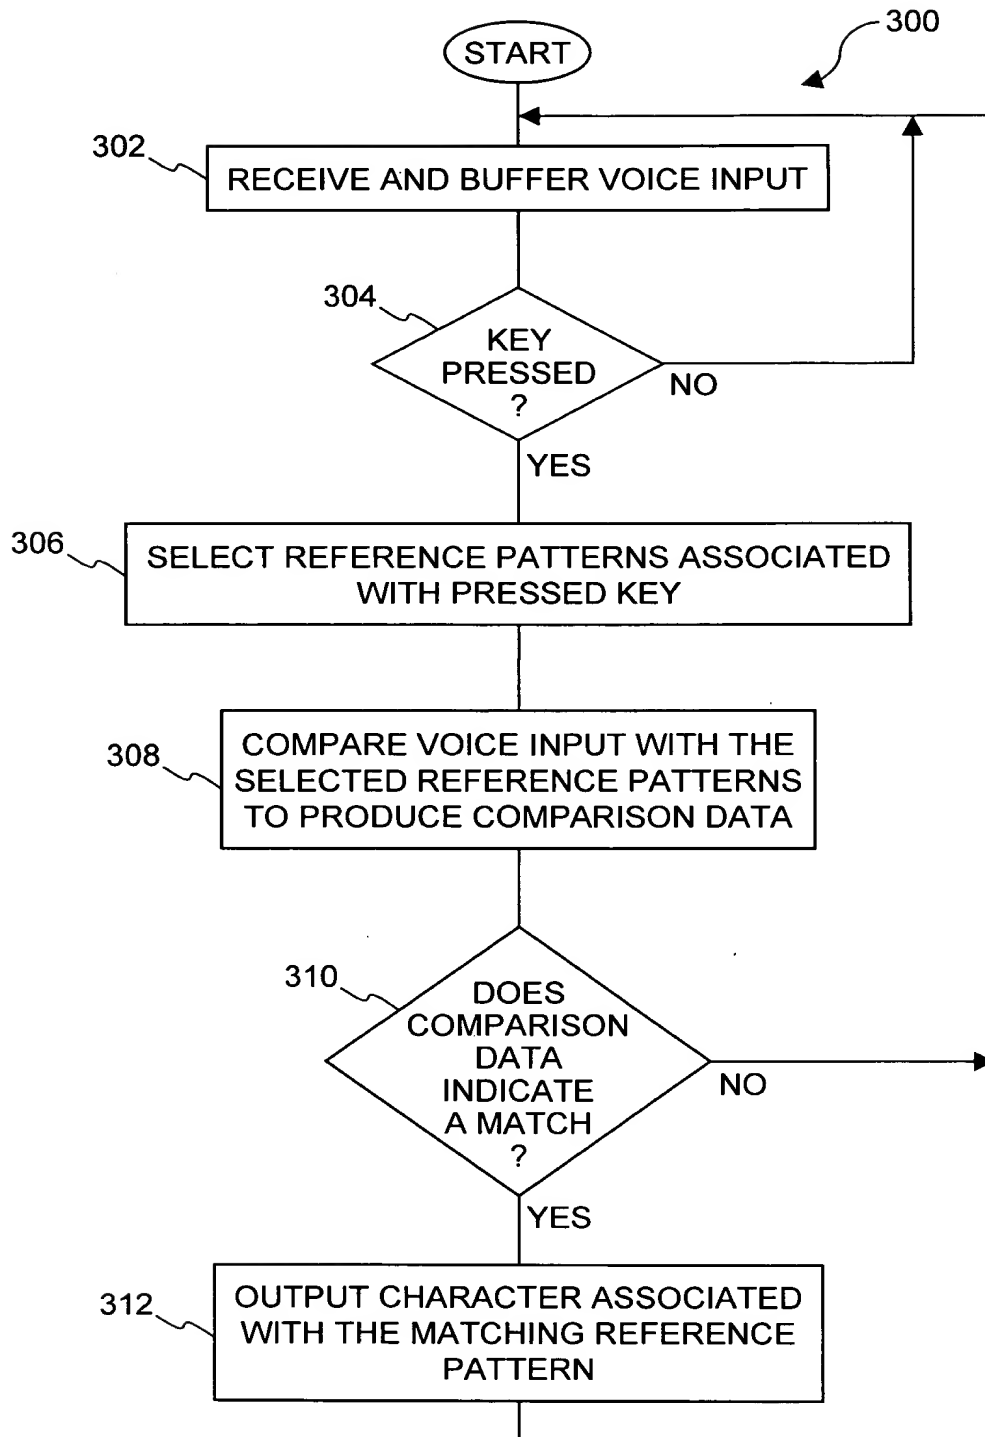 300
START
302
RECEIVE AND BUFFER VOICE INPUT
304
KEY
PRESSED
?
NO
YES
306
SELECT REFERENCE PATTERNS ASSOCIATED
WITH PRESSED KEY
308
COMPARE VOICE INPUT WITH THE
SELECTED REFERENCE PATTERNS
TO PRODUCE COMPARISON DATA
310
DOES
COMPARISON
DATA
INDICATE
A MATCH
?
NO
YES
312
OUTPUT CHARACTER ASSOCIATED
WITH THE MATCHING REFERENCE
PATTERN